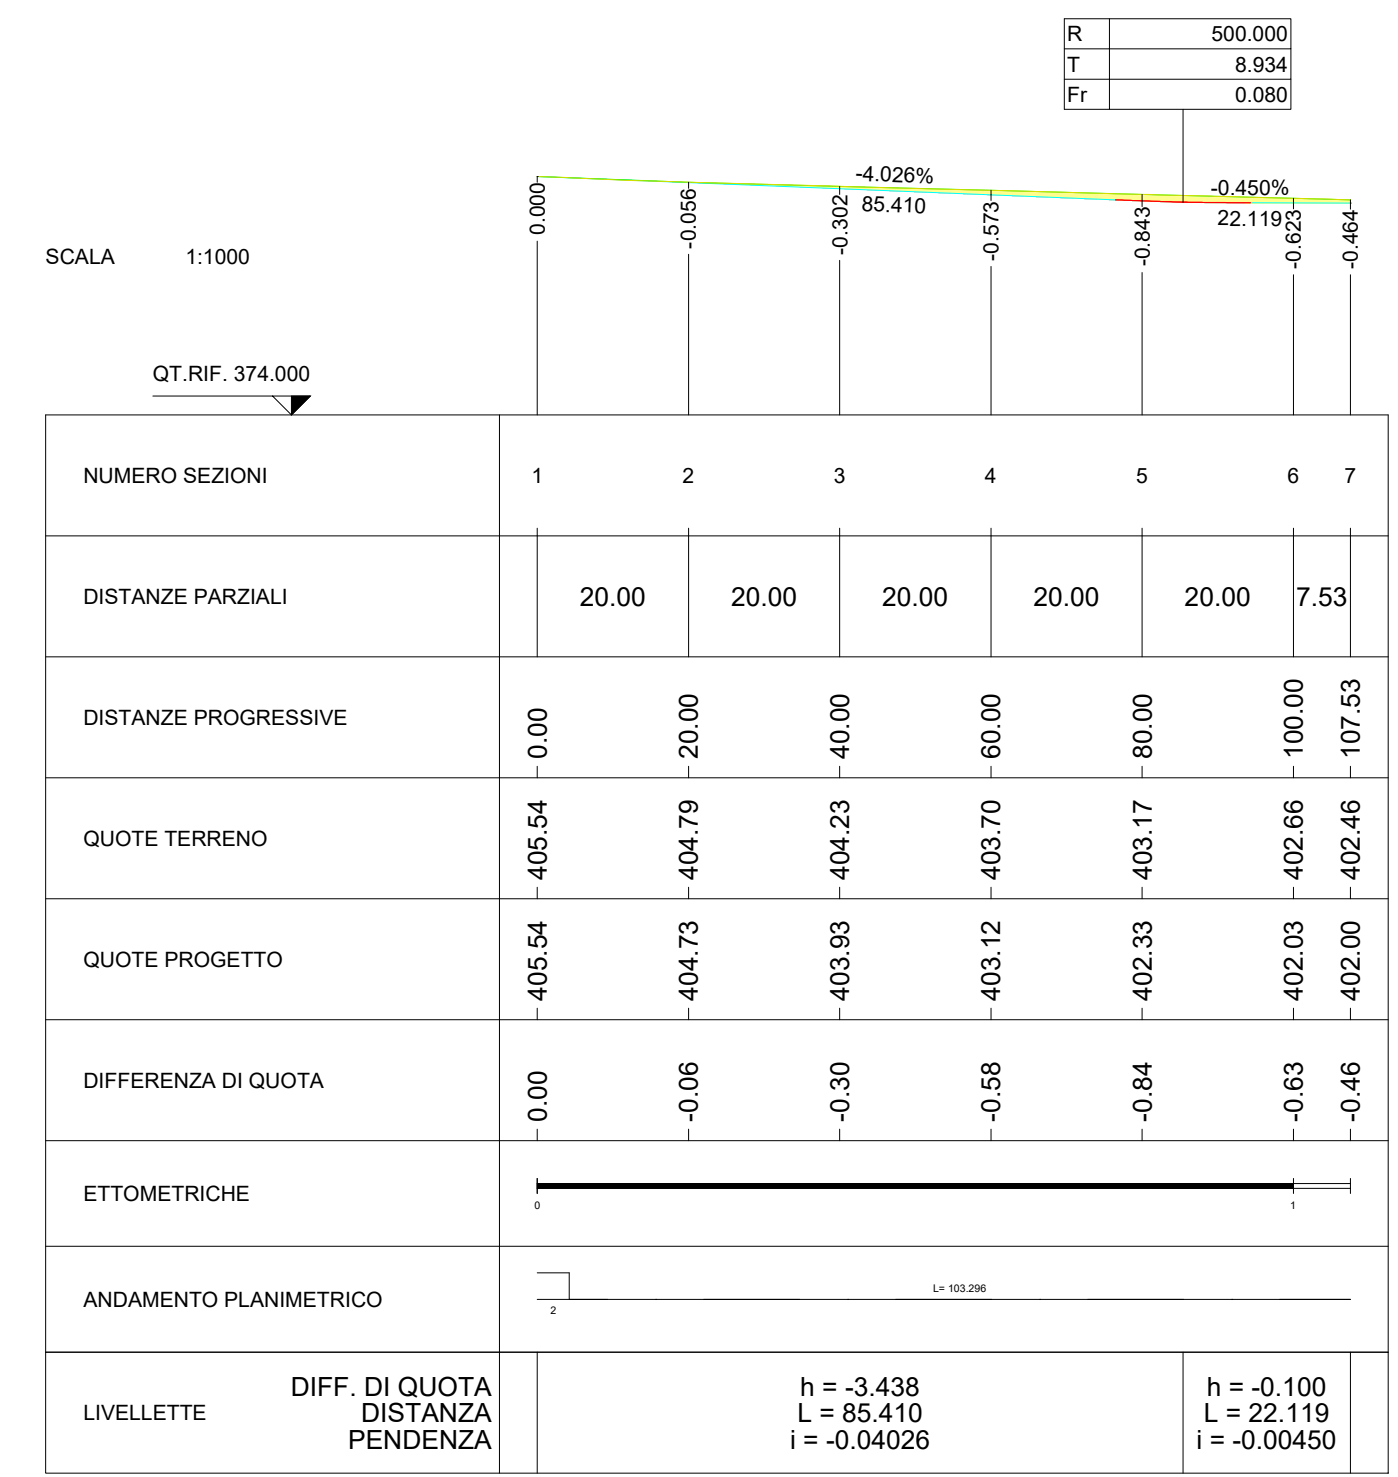 R 500.000
T 8.934
Fr 0.080
-4.026%
85.410
-0.450%
22.119
0.000 -0.056 -0.302 -0.573 -0.843 -0.623 -0.464
SCALA 1:1000
QT.RIF. 374.000
NUMERO SEZIONI 1 2 3 4 5 6 7
DISTANZE PARZIALI 20.00 20.00 20.00 20.00 20.00 7.53
DISTANZE PROGRESSIVE 0.00 20.00 40.00 60.00 80.00 100.00 107.53
QUOTE TERRENO 405.54 404.79 404.23 403.70 403.17 402.66 402.46
QUOTE PROGETTO 405.54 404.73 403.93 403.12 402.33 402.03 402.00
DIFFERENZA DI QUOTA 0.00 -0.06 -0.30 -0.58 -0.84 -0.63 -0.46
ETTOMETRICHE
0 1
ANDAMENTO PLANIMETRICO
L= 103.296
2
LIVELLETTE
DIFF. DI QUOTA h = -3.438 h = -0.100
DISTANZA L = 85.410 L = 22.119
PENDENZA i = -0.04026 i = -0.00450